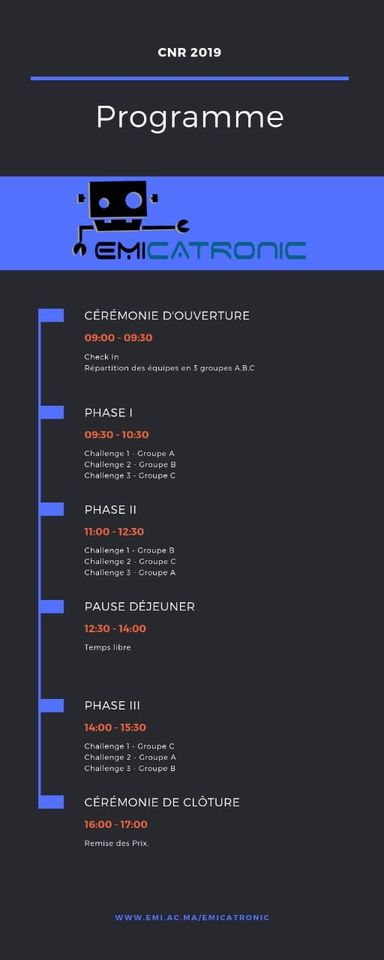 CNR 2019
Programme
EMICATRONIC
CÉRÉMONIE D'OUVERTURE
09:00 - 09:30
Check In
Répartition des équipes en 3 groupes A,B,C
PHASE I
09:30 - 10:30
Challenge 1 - Groupe A
Challenge 2 - Groupe B
Challenge 3 - Groupe C
PHASE II
11:00 - 12:30
Challenge 1 - Groupe B
Challenge 2 - Groupe C
Challenge 3 - Groupe A
PAUSE DÉJEUNER
12:30 - 14:00
Temps libre
PHASE III
14:00 - 15:30
Challenge 1 - Groupe C
Challenge 2 - Groupe A
Challenge 3 - Groupe B
CÉRÉMONIE DE CLÔTURE
16:00 - 17:00
Remise des Prix.
WWW.EMI.AC.MA/EMICATRONIC